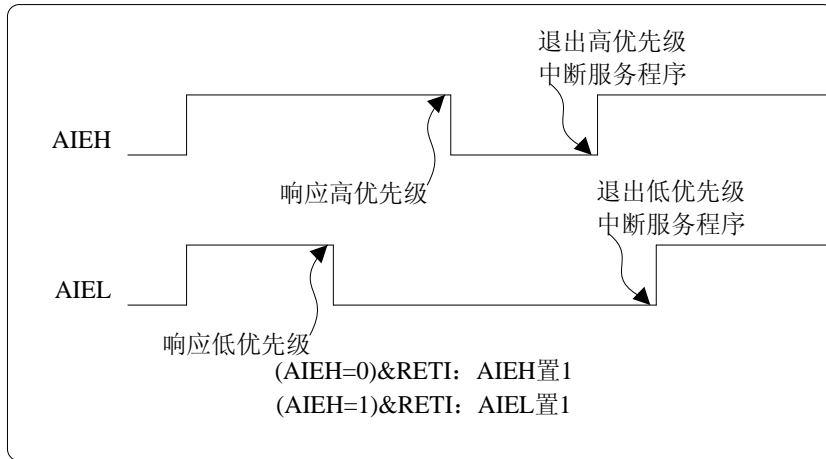 退出高优先级
中断服务程序
AIEH
响应高优先级
退出低优先级
中断服务程序
AIEL
响应低优先级
(AIEH=0)&RETI：AIEH置1
(AIEH=1)&RETI：AIEL置1